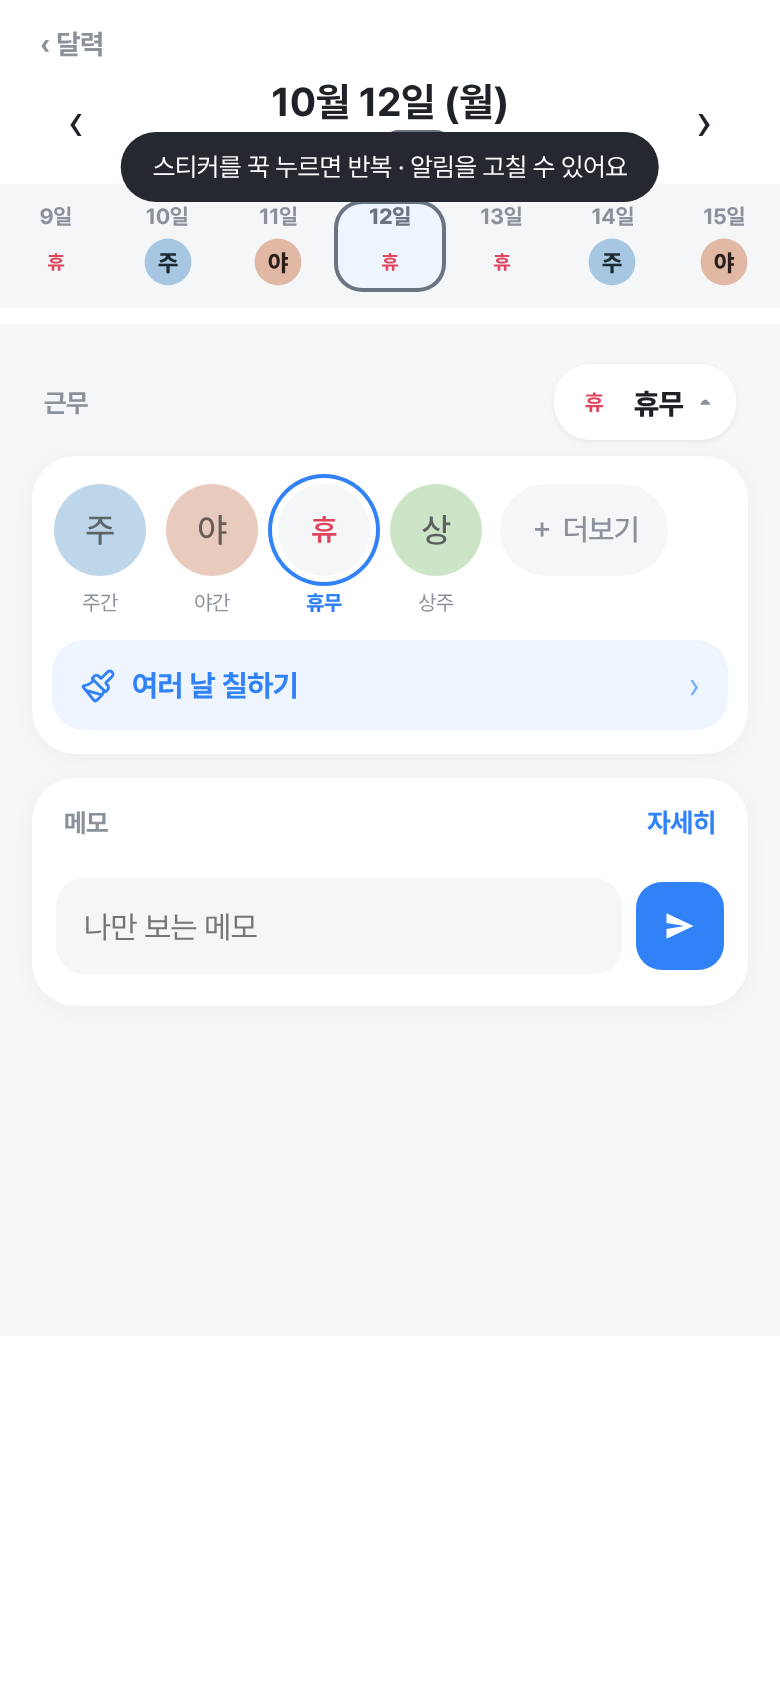 ‹ 달력
‹ 10월 12일 (월) ›
스티커를 꾹 누르면 반복 · 알림을 고칠 수 있어요
9일 10일 11일 12일 13일 14일 15일
휴 주 야 휴 휴 주 야
근무 휴 휴무
주 야 휴 상 + 더보기
주간 야간 휴무 상주
여러 날 칠하기 ›
메모 자세히
나만 보는 메모